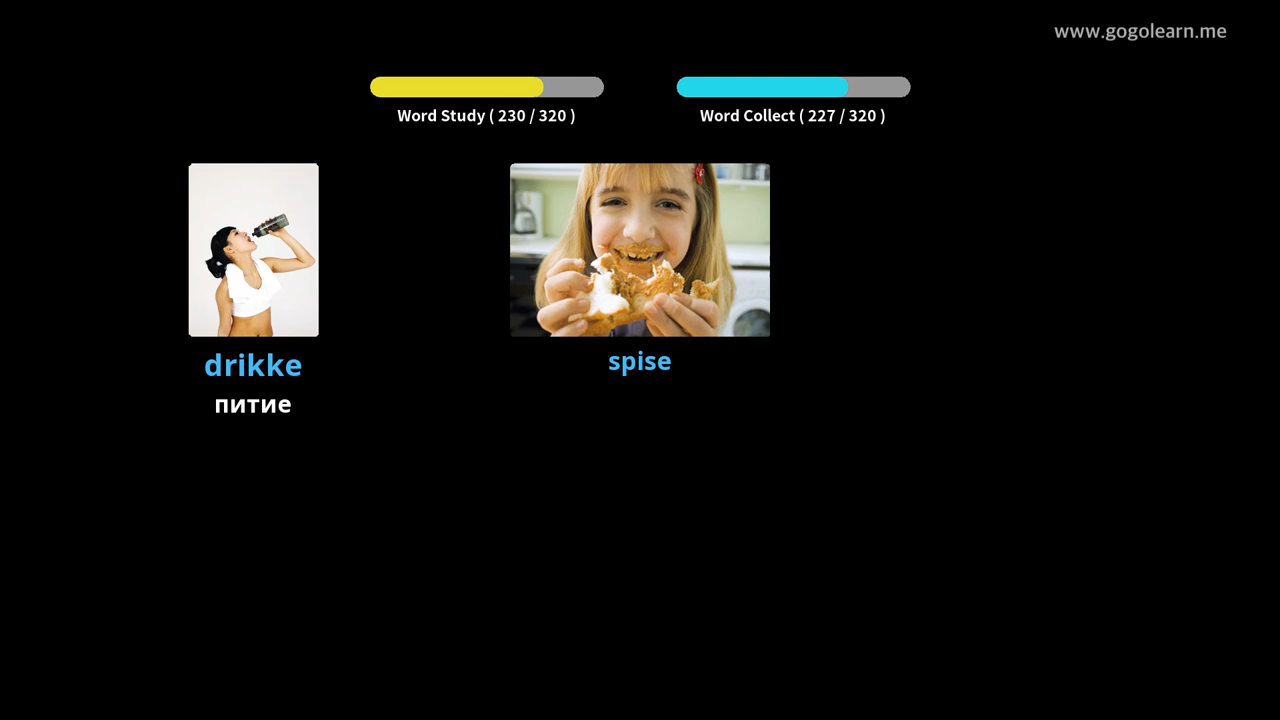 www.gogolearn.me
Word Study ( 230 / 320 )
Word Collect ( 227 / 320 )
drikke
питие
spise